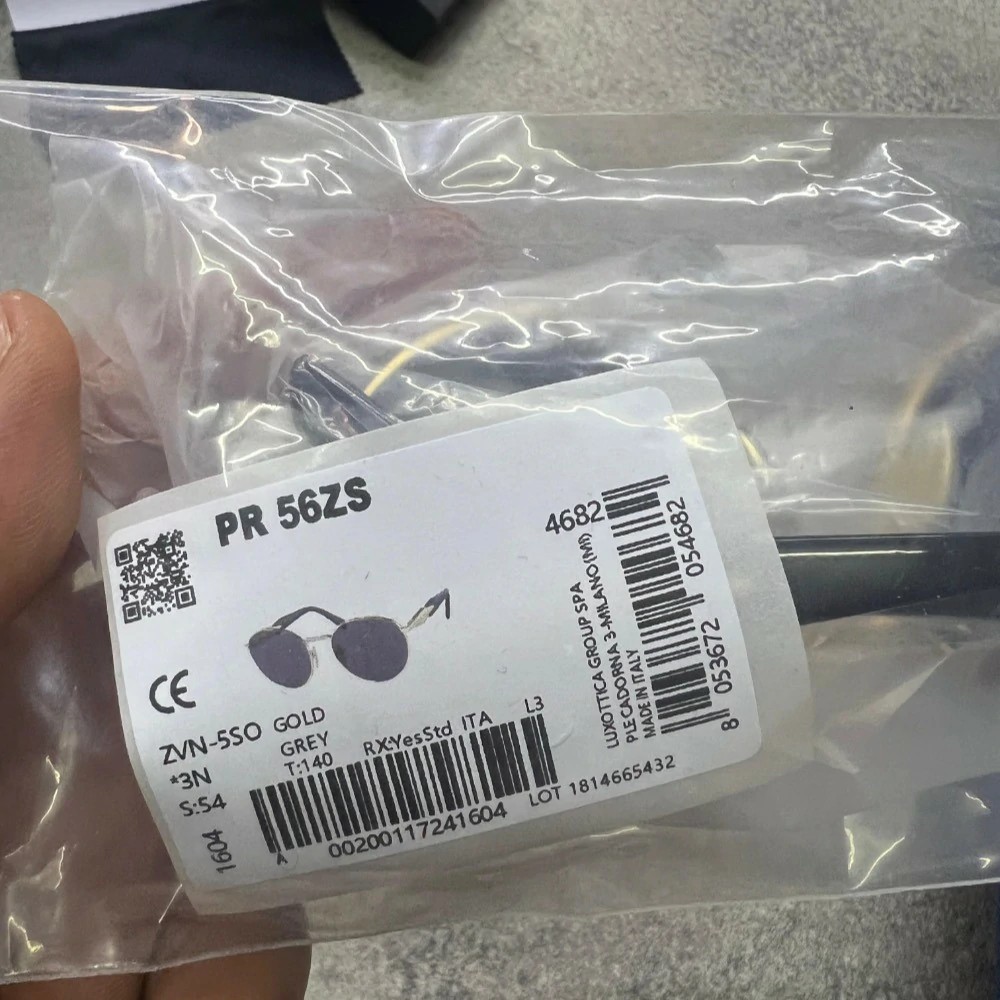 PR 56ZS
CE
ZVN-5S0 GOLD
*3N GREY
S:54 T:140 RX:YesStd ITA L3
1604
A
00200117241604
LOT 1814665432
4682
LUXOTTICA GROUP SPA
PLE CADORNA 3-MILANO (MI)
MADE IN ITALY
8 053672 054682